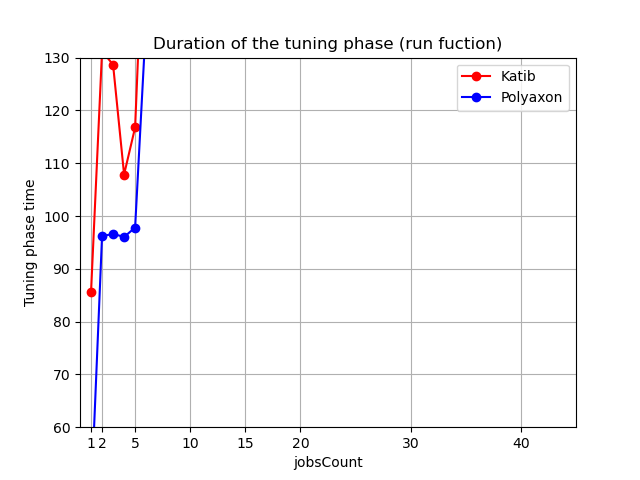 Duration of the tuning phase (run fuction)
Katib
Polyaxon
Tuning phase time
130
120
110
100
90
80
70
60
1 2 5 10 15 20 30 40
jobsCount